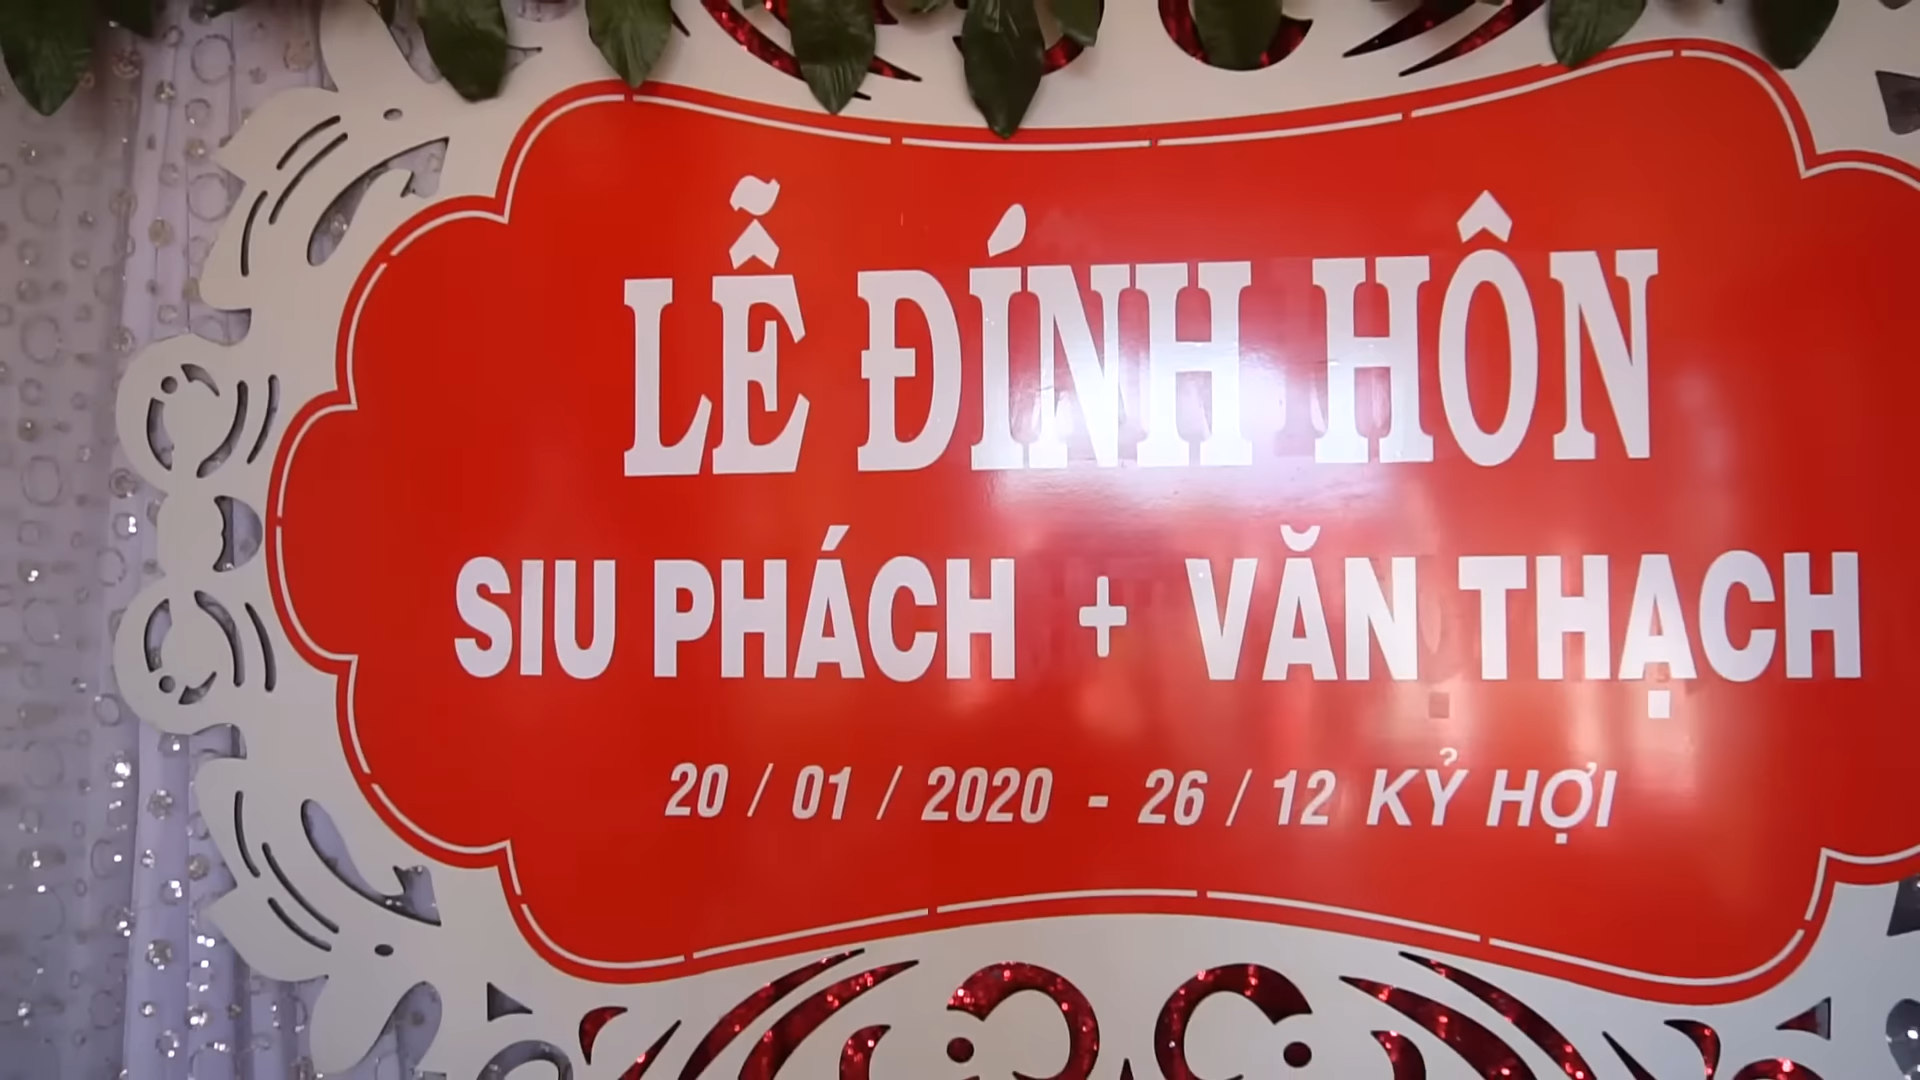 LỄ ĐÍNH HÔN
SIU PHÁCH + VĂN THẠCH
20 / 01 / 2020 - 26 / 12 KỶ HỢI